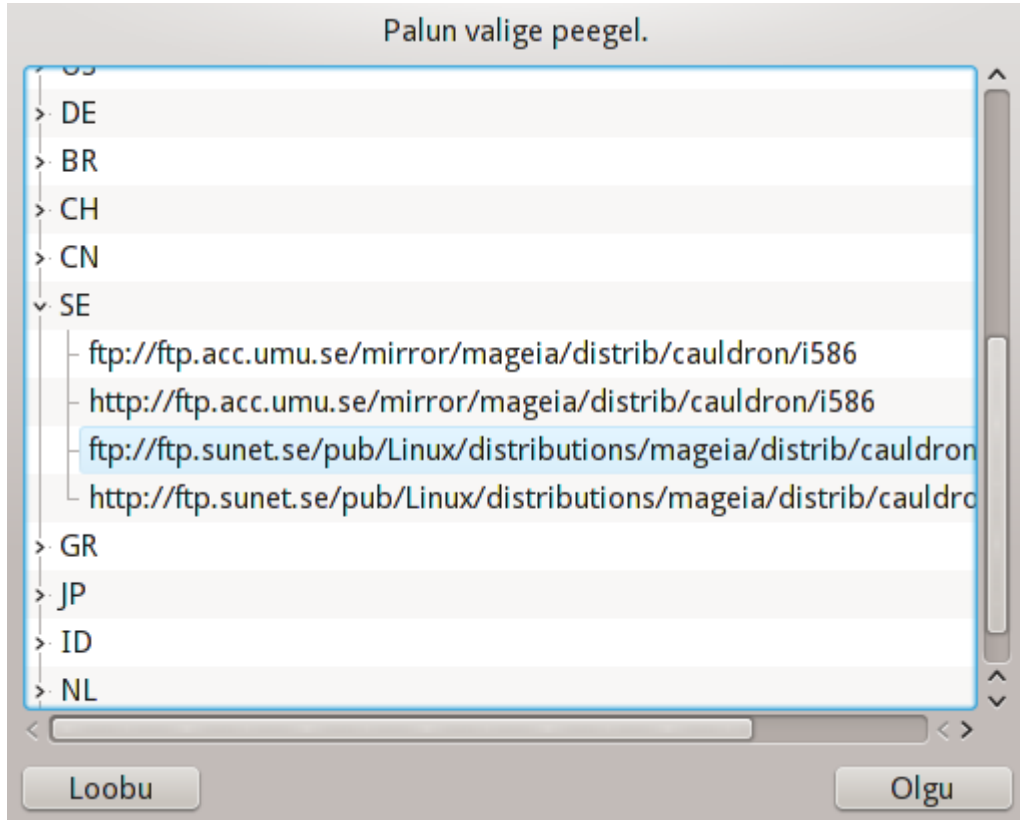 Palun valige peegel.
DE
BR
CH
CN
SE
ftp://ftp.acc.umu.se/mirror/mageia/distrib/cauldron/i586
http://ftp.acc.umu.se/mirror/mageia/distrib/cauldron/i586
ftp://ftp.sunet.se/pub/Linux/distributions/mageia/distrib/cauldron
http://ftp.sunet.se/pub/Linux/distributions/mageia/distrib/cauldro
GR
JP
ID
NL
Loobu
Olgu